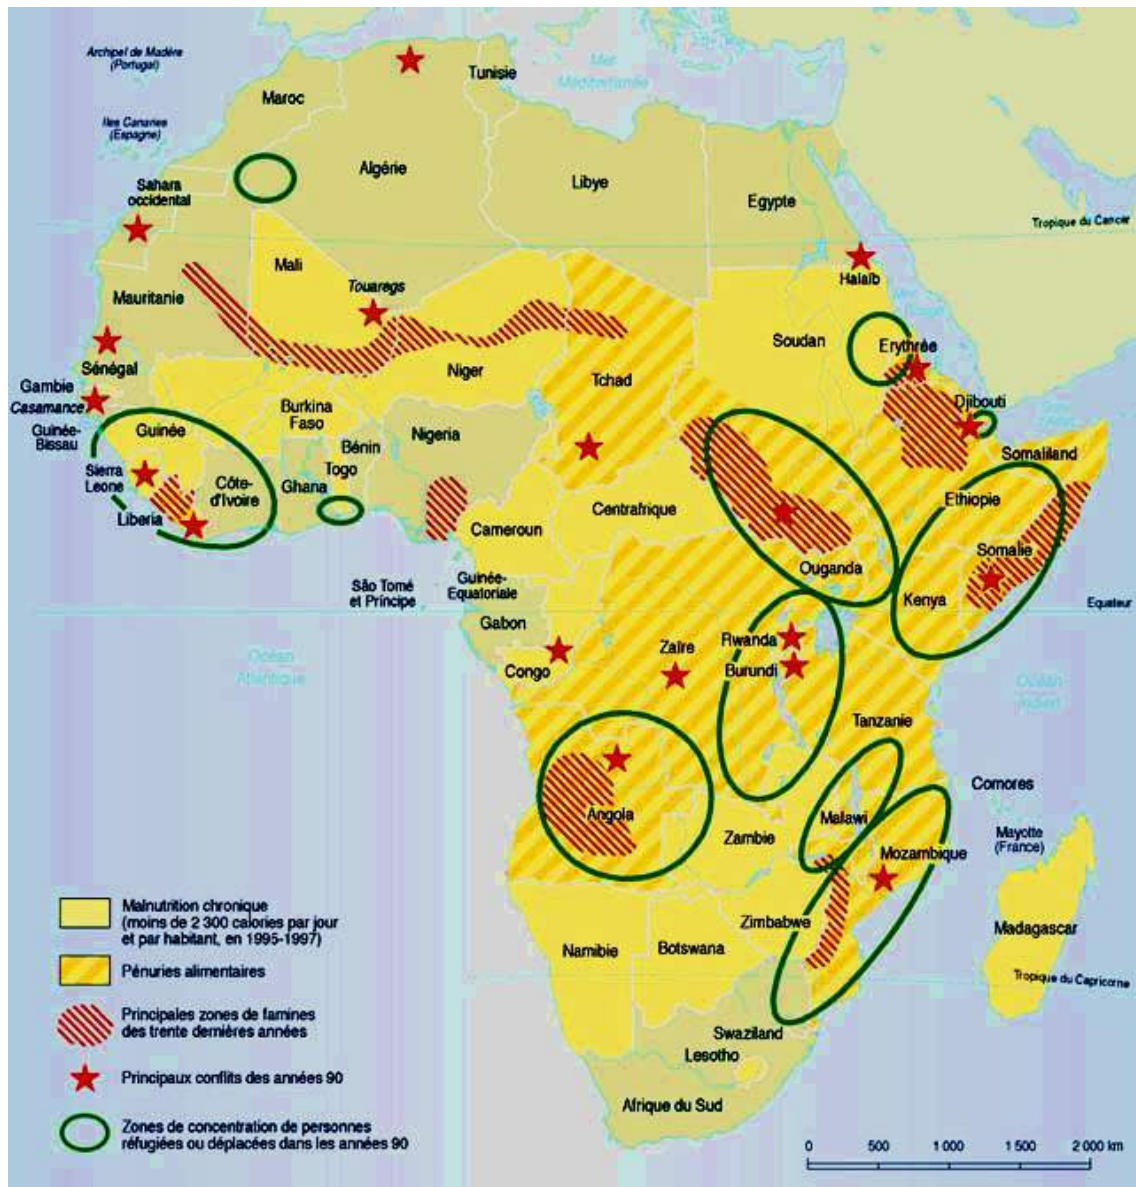 Archipel de Madère
(Portugal)
Mer
Méditerranée
Tunisie
Maroc
Iles Canaries
(Espagne)
Algérie
Libye
Egypte
Sahara
occidental
Tropique du Cancer
Mali
Halaïb
Mauritanie
Touaregs
Mer
Rouge
Soudan
Erythrée
Sénégal
Niger
Tchad
Gambie
Casamance
Djibouti
Burkina
Faso
Guinée-
Bissau
Guinée
Nigeria
Bénin
Somaliland
Togo
Sierra
Leone
Côte-
d'Ivoire
Ghana
Ethiopie
Centrafrique
Liberia
Cameroun
Somalie
Ouganda
São Tomé
et Príncipe
Guinée-
Equatoriale
Kenya
Equateur
Gabon
Rwanda
Zaïre
Océan
Atlantique
Congo
Burundi
Océan
Indien
Tanzanie
Comores
Angola
Malawi
Zambie
Mayotte
(France)
Mozambique
Malnutrition chronique
(moins de 2 300 calories par jour
et par habitant, en 1995-1997)
Zimbabwe
Madagascar
Namibie
Botswana
Pénuries alimentaires
Tropique du Capricorne
Principales zones de famines
des trente dernières années
Swaziland
Lesotho
Principaux conflits des années 90
Afrique du Sud
Zones de concentration de personnes
réfugiées ou déplacées dans les années 90
0 500 1 000 1 500 2 000 km